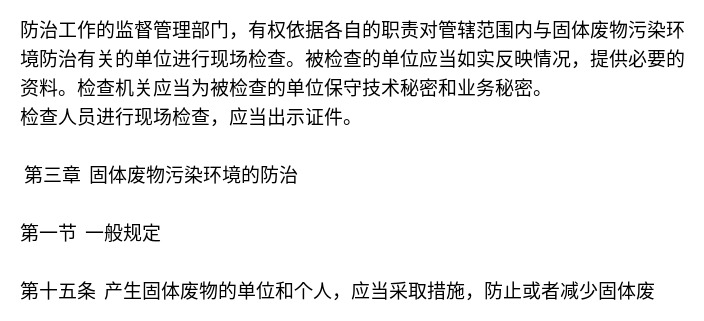 防治工作的监督管理部门，有权依据各自的职责对管辖范围内与固体废物污染环
境防治有关的单位进行现场检查。被检查的单位应当如实反映情况，提供必要的
资料。检查机关应当为被检查的单位保守技术秘密和业务秘密。
检查人员进行现场检查，应当出示证件。
第三章 固体废物污染环境的防治
第一节 一般规定
第十五条 产生固体废物的单位和个人，应当采取措施，防止或者减少固体废